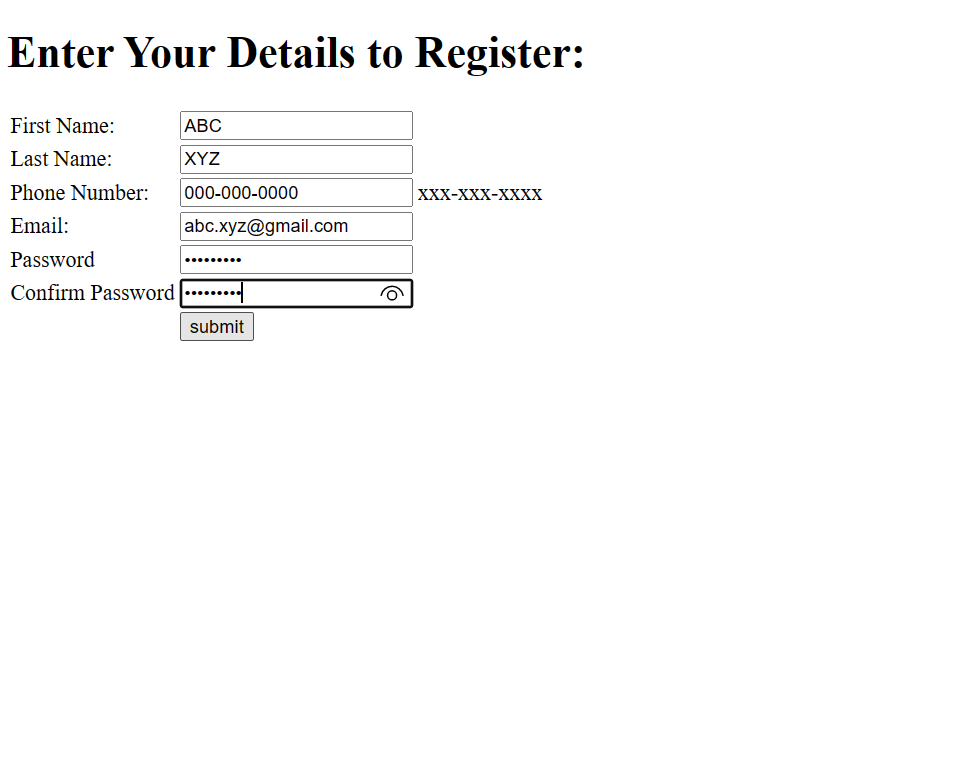 Enter Your Details to Register:
First Name: ABC
Last Name: XYZ
Phone Number: 000-000-0000 xxx-xxx-xxxx
Email: abc.xyz@gmail.com
Password •••••••••
Confirm Password •••••••••
submit